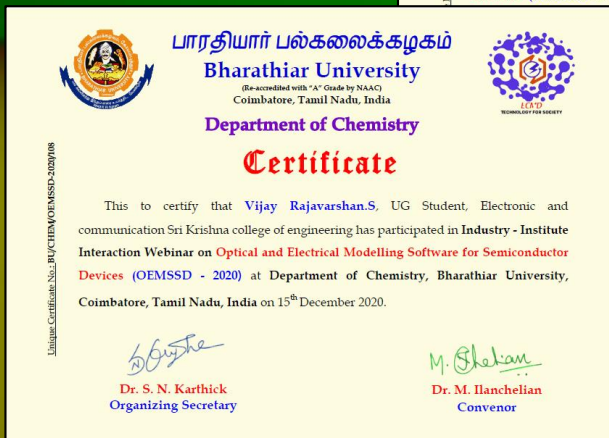 பாரதியார் பல்கலைக்கழகம்
Bharathiar University
(Re-accredited with "A" Grade by NAAC)
Coimbatore, Tamil Nadu, India
ECM'D
TECHNOLOGY FOR SOCIETY
Department of Chemistry
Certificate
Unique Certificate No.: BU/CHEM/OEMSSD-2020/108
This to certify that Vijay Rajavarshan.S, UG Student, Electronic and
communication Sri Krishna college of engineering has participated in Industry - Institute
Interaction Webinar on Optical and Electrical Modelling Software for Semiconductor
Devices (OEMSSD - 2020) at Department of Chemistry, Bharathiar University,
Coimbatore, Tamil Nadu, India on 15th December 2020.
Dr. S. N. Karthick
Organizing Secretary
M.
Dr. M. Ilanchelian
Convenor